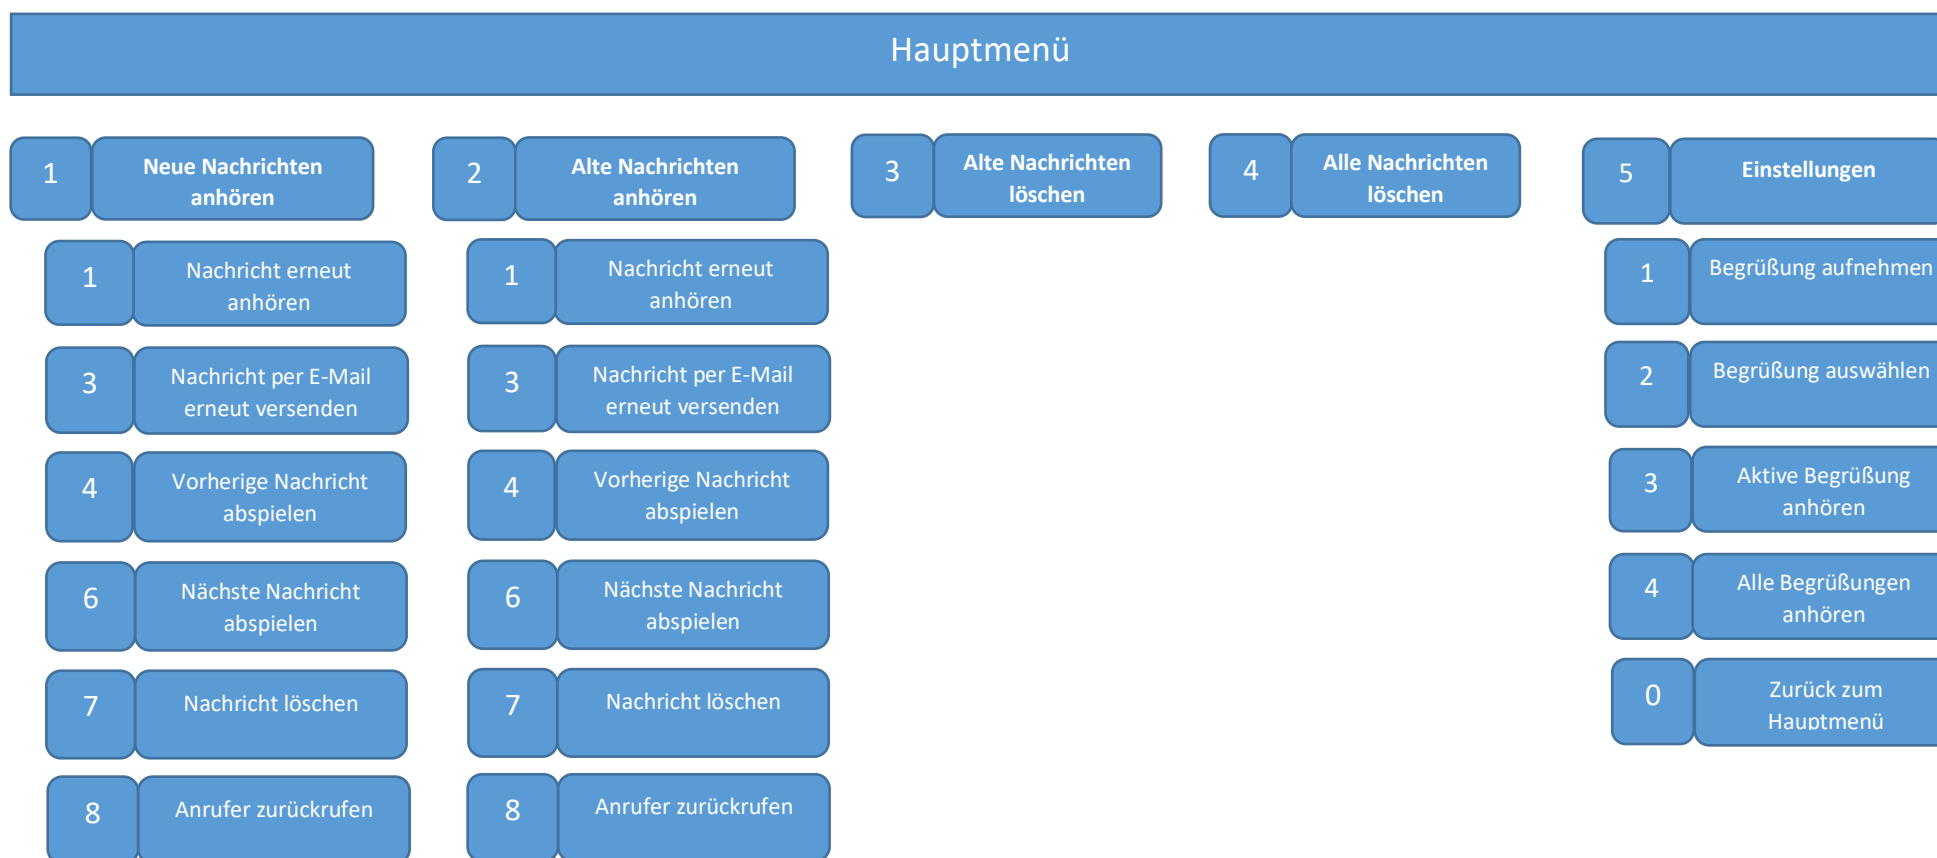 Hauptmenü
1
Neue Nachrichten
anhören
2
Alte Nachrichten
anhören
3
Alte Nachrichten
löschen
4
Alle Nachrichten
löschen
5
Einstellungen
1
Nachricht erneut
anhören
3
Nachricht per E-Mail
erneut versenden
4
Vorherige Nachricht
abspielen
6
Nächste Nachricht
abspielen
7
Nachricht löschen
8
Anrufer zurückrufen
1
Nachricht erneut
anhören
3
Nachricht per E-Mail
erneut versenden
4
Vorherige Nachricht
abspielen
6
Nächste Nachricht
abspielen
7
Nachricht löschen
8
Anrufer zurückrufen
1
Begrüßung aufnehmen
2
Begrüßung auswählen
3
Aktive Begrüßung
anhören
4
Alle Begrüßungen
anhören
0
Zurück zum
Hauptmenü